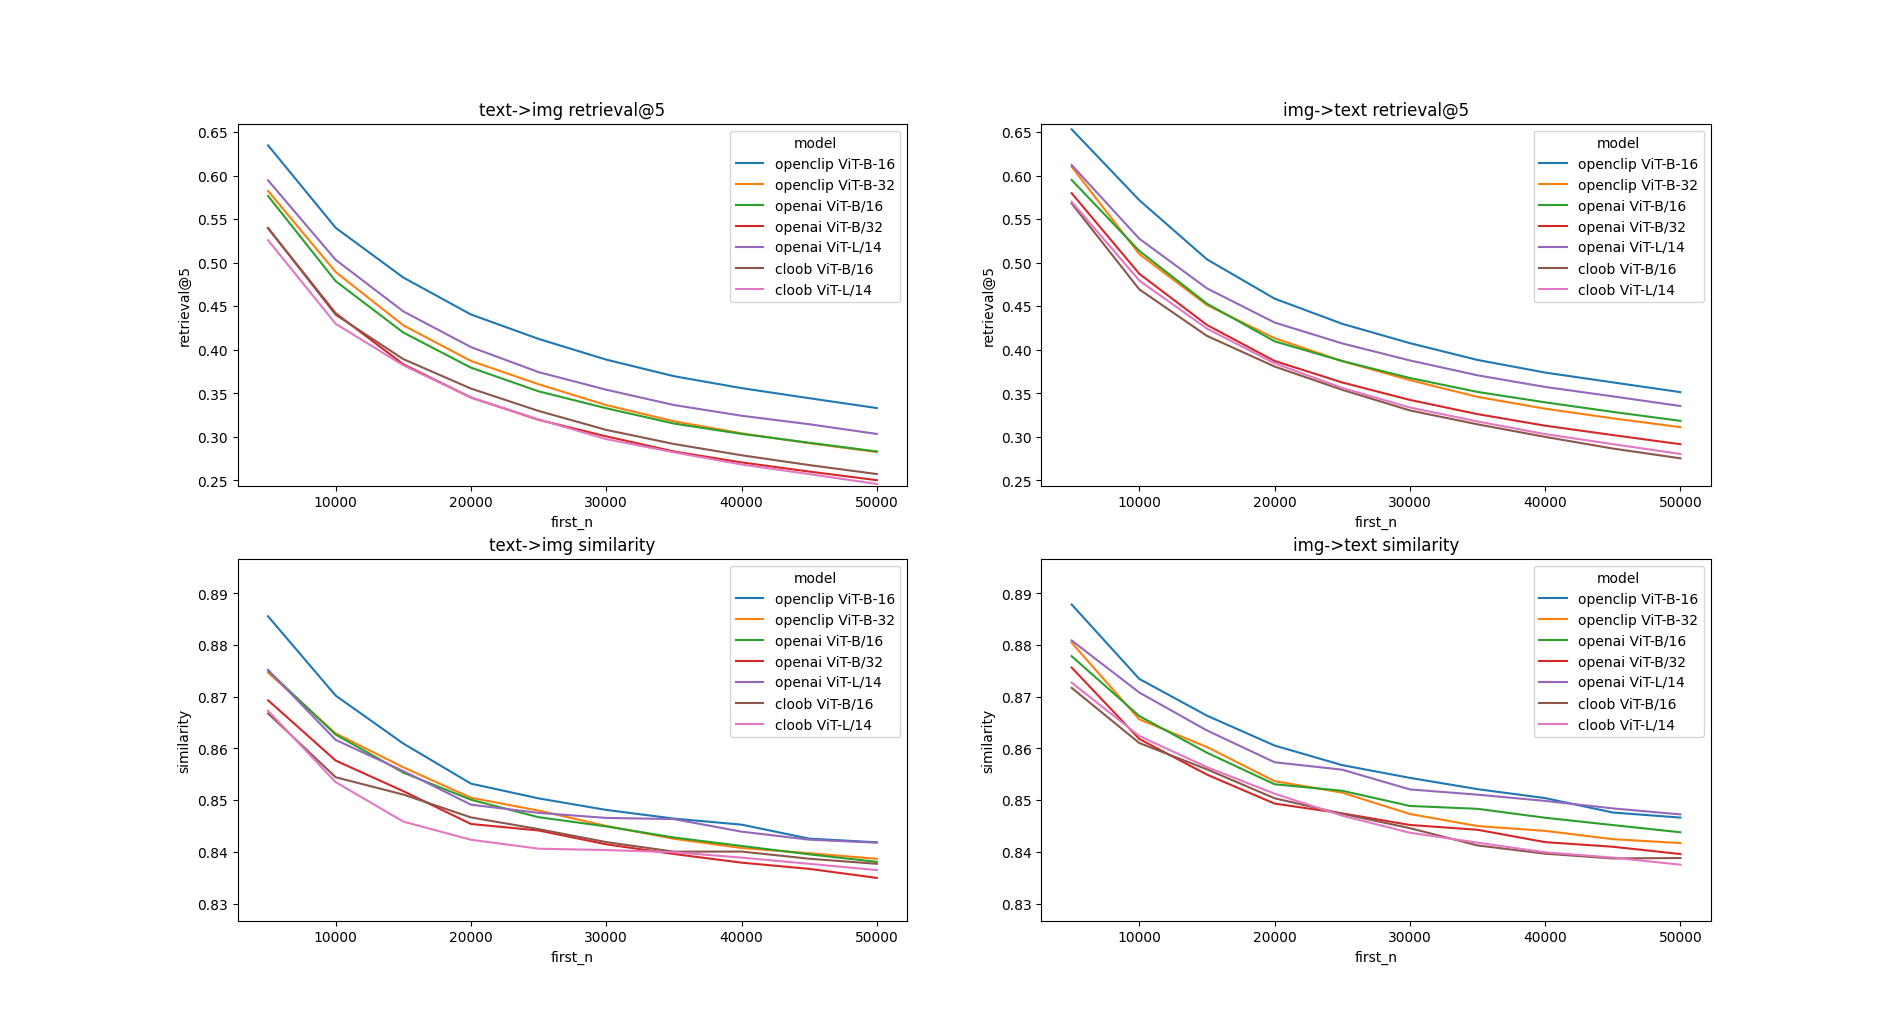 text->img retrieval@5
retrieval@5
0.65
0.60
0.55
0.50
0.45
0.40
0.35
0.30
0.25
model
openclip ViT-B-16
openclip ViT-B-32
openai ViT-B/16
openai ViT-B/32
openai ViT-L/14
cloob ViT-B/16
cloob ViT-L/14
10000 20000 30000 40000 50000
first_n
img->text retrieval@5
retrieval@5
0.65
0.60
0.55
0.50
0.45
0.40
0.35
0.30
0.25
model
openclip ViT-B-16
openclip ViT-B-32
openai ViT-B/16
openai ViT-B/32
openai ViT-L/14
cloob ViT-B/16
cloob ViT-L/14
10000 20000 30000 40000 50000
first_n
text->img similarity
similarity
0.89
0.88
0.87
0.86
0.85
0.84
0.83
model
openclip ViT-B-16
openclip ViT-B-32
openai ViT-B/16
openai ViT-B/32
openai ViT-L/14
cloob ViT-B/16
cloob ViT-L/14
10000 20000 30000 40000 50000
first_n
img->text similarity
similarity
0.89
0.88
0.87
0.86
0.85
0.84
0.83
model
openclip ViT-B-16
openclip ViT-B-32
openai ViT-B/16
openai ViT-B/32
openai ViT-L/14
cloob ViT-B/16
cloob ViT-L/14
10000 20000 30000 40000 50000
first_n